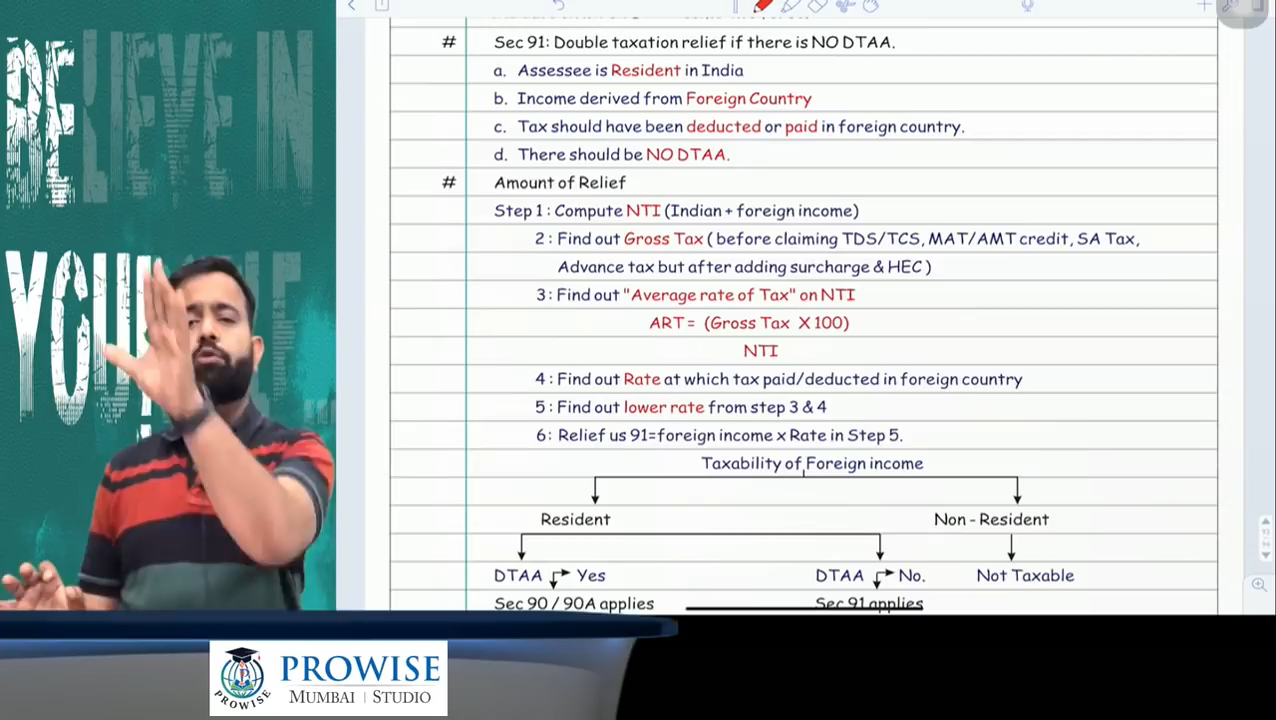 BELIEVE IN
YOU
# Sec 91: Double taxation relief if there is NO DTAA.
a. Assessee is Resident in India
b. Income derived from Foreign Country
c. Tax should have been deducted or paid in foreign country.
d. There should be NO DTAA.
# Amount of Relief
Step 1 : Compute NTI (Indian + foreign income)
2 : Find out Gross Tax ( before claiming TDS/TCS, MAT/AMT credit, SA Tax,
Advance tax but after adding surcharge & HEC )
3 : Find out "Average rate of Tax" on NTI
ART = (Gross Tax X 100)
NTI
4 : Find out Rate at which tax paid/deducted in foreign country
5 : Find out lower rate from step 3 & 4
6 : Relief us 91=foreign income x Rate in Step 5.
Taxability of Foreign income
Resident Non - Resident
DTAA Yes DTAA No. Not Taxable
Sec 90 / 90A applies Sec 91 applies
PROWISE
PROWISE
MUMBAI | STUDIO